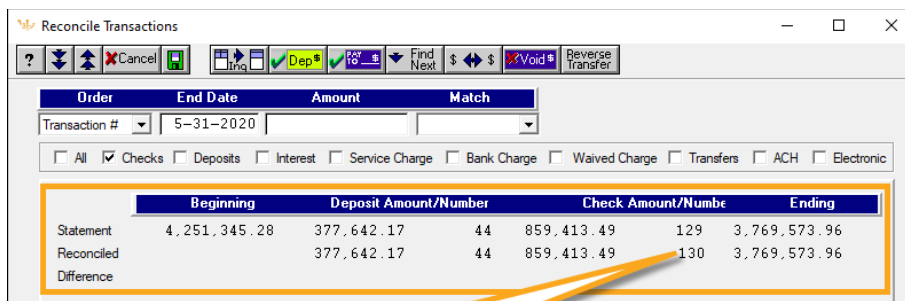 Reconcile Transactions
? Cancel Inq Dep$ PAY TO $ Find Next $ $ Void $ Reverse Transfer
Order End Date Amount Match
Transaction # 5-31-2020
All Checks Deposits Interest Service Charge Bank Charge Waived Charge Transfers ACH Electronic
Beginning Deposit Amount/Number Check Amount/Numbe Ending
Statement 4,251,345.28 377,642.17 44 859,413.49 129 3,769,573.96
Reconciled 377,642.17 44 859,413.49 130 3,769,573.96
Difference